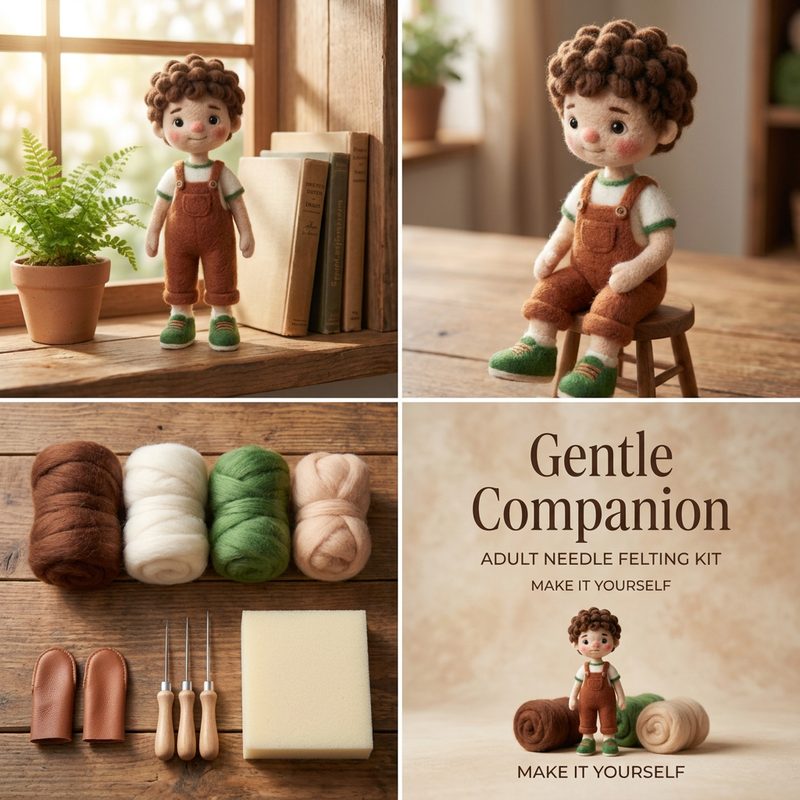 Gentle
Companion
ADULT NEEDLE FELTING KIT
MAKE IT YOURSELF
MAKE IT YOURSELF